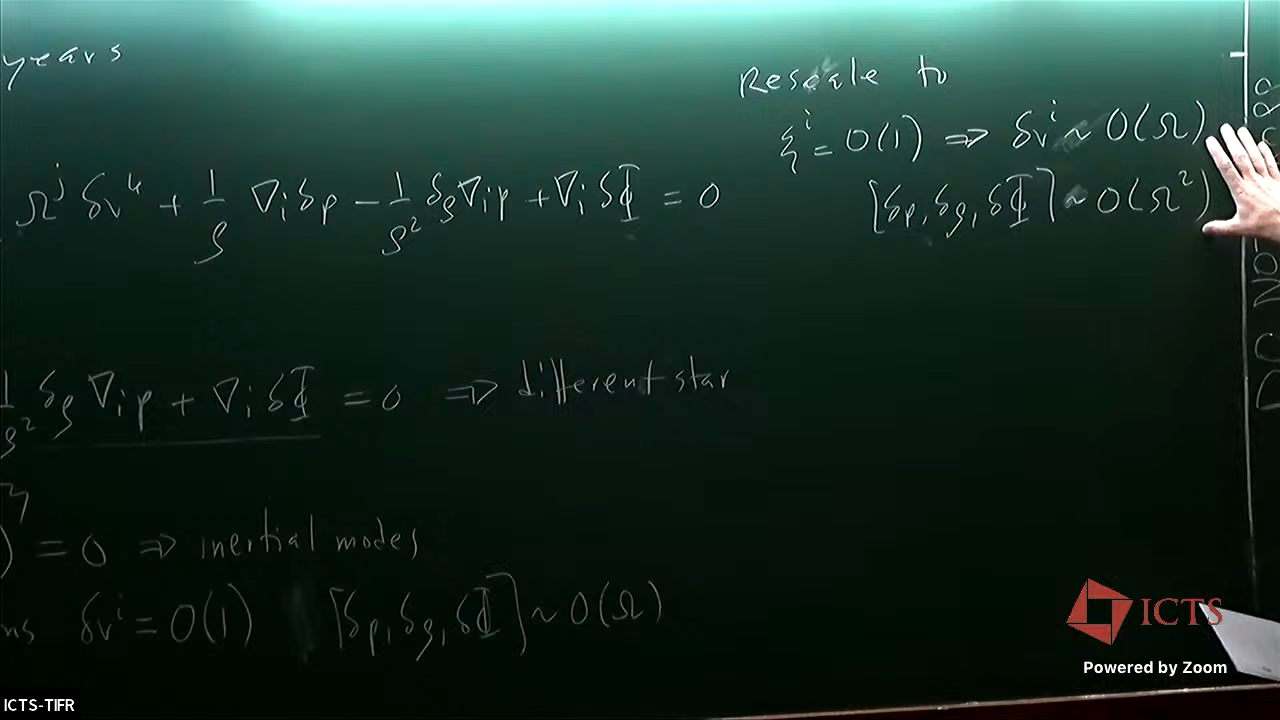 years
Rescale to
ξ^i = O(1) ⇒ δv^i ~ O(Ω)
[δp, δρ, δΦ] ~ O(Ω²)
Ω^j δv^k + 1/ρ ∇_i δp − 1/ρ² δρ ∇_i p + ∇_i δΦ = 0
1/ρ² δρ ∇_i p + ∇_i δΦ = 0 ⇒ different star
) = 0 ⇒ inertial modes
δv^i = O(1) [δp, δρ, δΦ] ~ O(Ω)
ICTS
Powered by Zoom
ICTS-TIFR